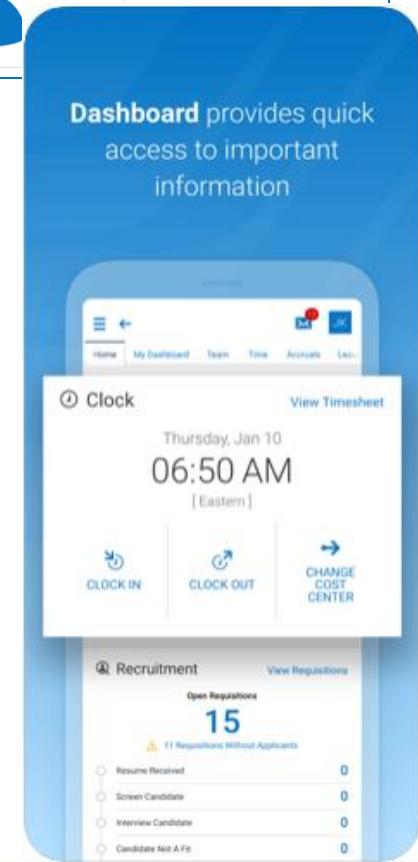 Dashboard provides quick
access to important
information
JK
Home My Dashboard Team Time Accruals
Clock View Timesheet
Thursday, Jan 10
06:50 AM
[ Eastern ]
CLOCK IN CLOCK OUT CHANGE
COST
CENTER
Recruitment View Requisitions
Open Requisitions
15
11 Requisitions Without Applicants
Resume Received 0
Screen Candidate 0
Interview Candidate 0
Candidate Not A Fit 0